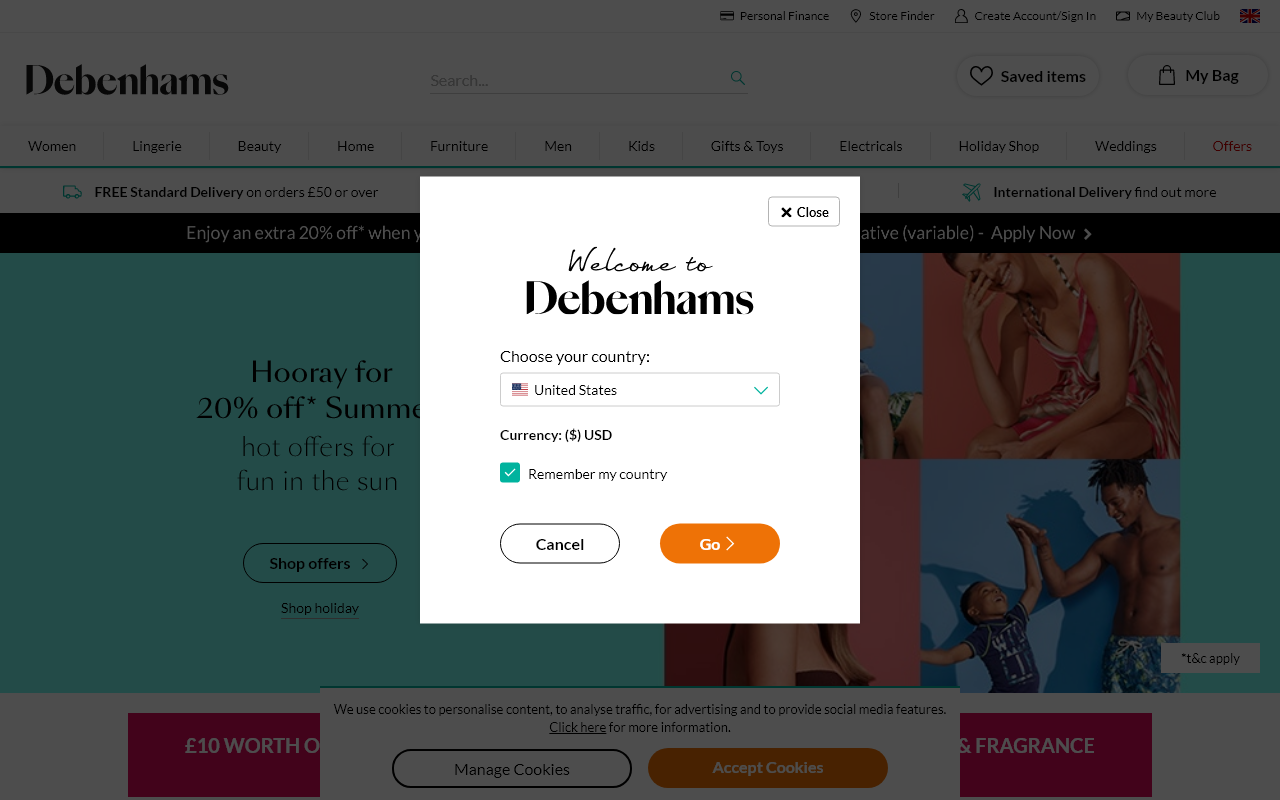 Personal Finance
Store Finder
Create Account/Sign In
My Beauty Club
Debenhams
Search...
Saved items
My Bag
Women
Lingerie
Beauty
Home
Furniture
Men
Kids
Gifts & Toys
Electricals
Holiday Shop
Weddings
Offers
FREE Standard Delivery on orders £50 or over
International Delivery find out more
Enjoy an extra 20% off* when
(variable) - Apply Now
Close
Welcome to
Debenhams
Choose your country:
United States
Currency: ($) USD
Remember my country
Cancel
Go
Hooray for
20% off*
hot offers for
fun in the sun
Shop offers
Shop holiday
*t&c apply
We use cookies to personalise content, to analyse traffic, for advertising and to provide social media features.
Click here for more information.
Manage Cookies
Accept Cookies
£10 WORTH
& FRAGRANCE